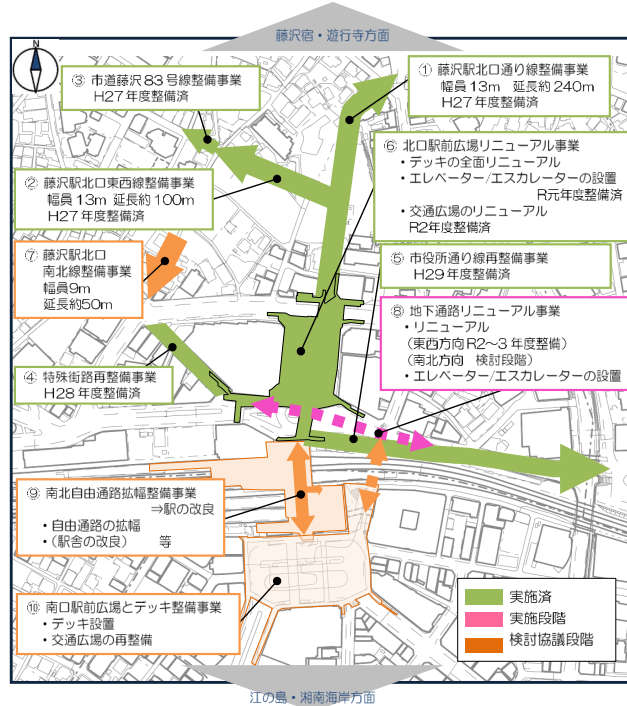 藤沢宿・遊行寺方面
N
③ 市道藤沢83号線整備事業
H27年度整備済
① 藤沢駅北口通り線整備事業
幅員13m 延長約240m
H27年度整備済
⑥ 北口駅前広場リニューアル事業
・デッキの全面リニューアル
・エレベーター/エスカレーターの設置
R元年度整備済
・交通広場のリニューアル
R2年度整備済
② 藤沢駅北口東西線整備事業
幅員13m 延長約100m
H27年度整備済
⑦ 藤沢駅北口
南北線整備事業
幅員9m
延長約50m
⑤ 市役所通り線再整備事業
H29年度整備済
⑧ 地下通路リニューアル事業
・リニューアル
(東西方向R2～3年度整備)
(南北方向 検討段階)
・エレベーター/エスカレーターの設置
④ 特殊街路再整備事業
H28年度整備済
⑨ 南北自由通路拡幅整備事業
⇒駅の改良
・自由通路の拡幅
・(駅舎の改良) 等
⑩ 南口駅前広場とデッキ整備事業
・デッキ設置
・交通広場の再整備
実施済
実施段階
検討協議段階
江の島・湘南海岸方面